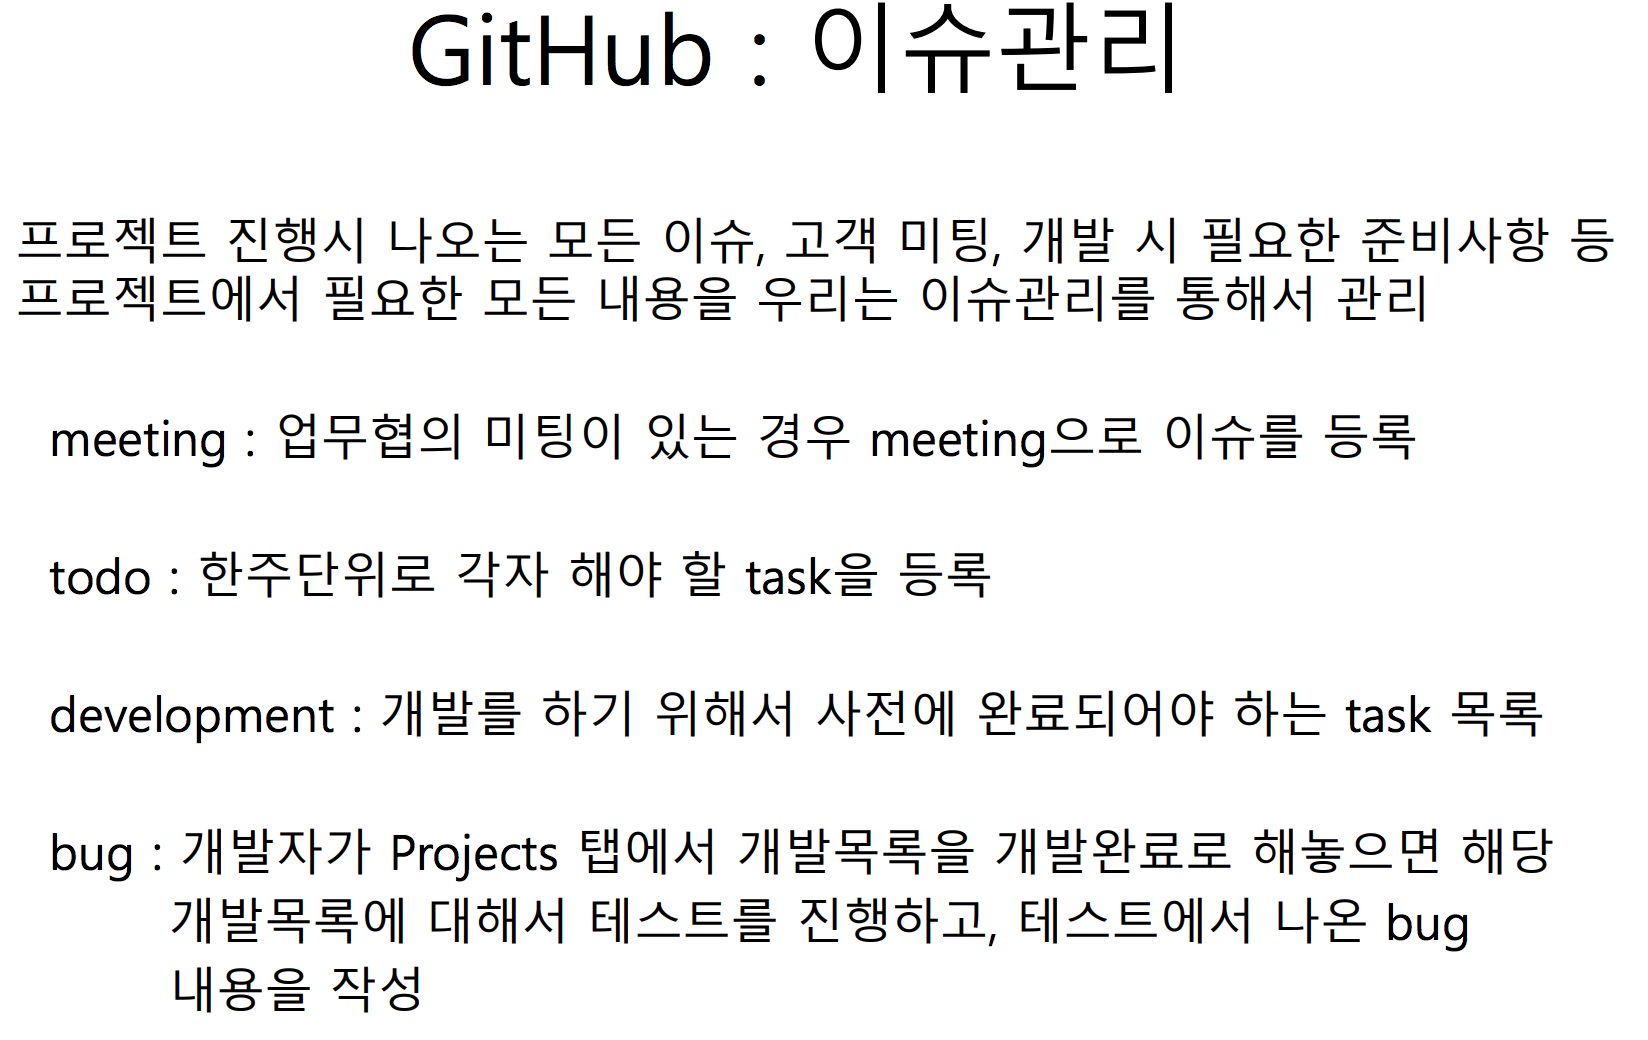 GitHub : 이슈관리
프로젝트 진행시 나오는 모든 이슈, 고객 미팅, 개발 시 필요한 준비사항 등
프로젝트에서 필요한 모든 내용을 우리는 이슈관리를 통해서 관리
meeting : 업무협의 미팅이 있는 경우 meeting으로 이슈를 등록
todo : 한주단위로 각자 해야 할 task을 등록
development : 개발를 하기 위해서 사전에 완료되어야 하는 task 목록
bug : 개발자가 Projects 탭에서 개발목록을 개발완료로 해놓으면 해당
개발목록에 대해서 테스트를 진행하고, 테스트에서 나온 bug
내용을 작성